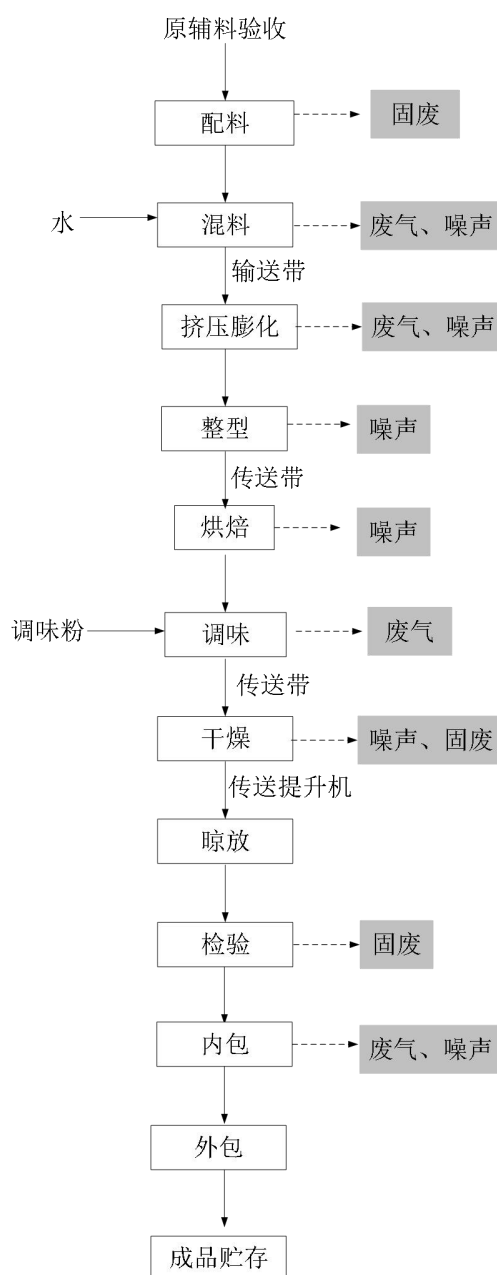 原辅料验收
配料
固废
水
混料
废气、噪声
输送带
挤压膨化
废气、噪声
整型
噪声
传送带
烘焙
噪声
调味粉
调味
废气
传送带
干燥
噪声、固废
传送提升机
晾放
检验
固废
内包
废气、噪声
外包
成品贮存